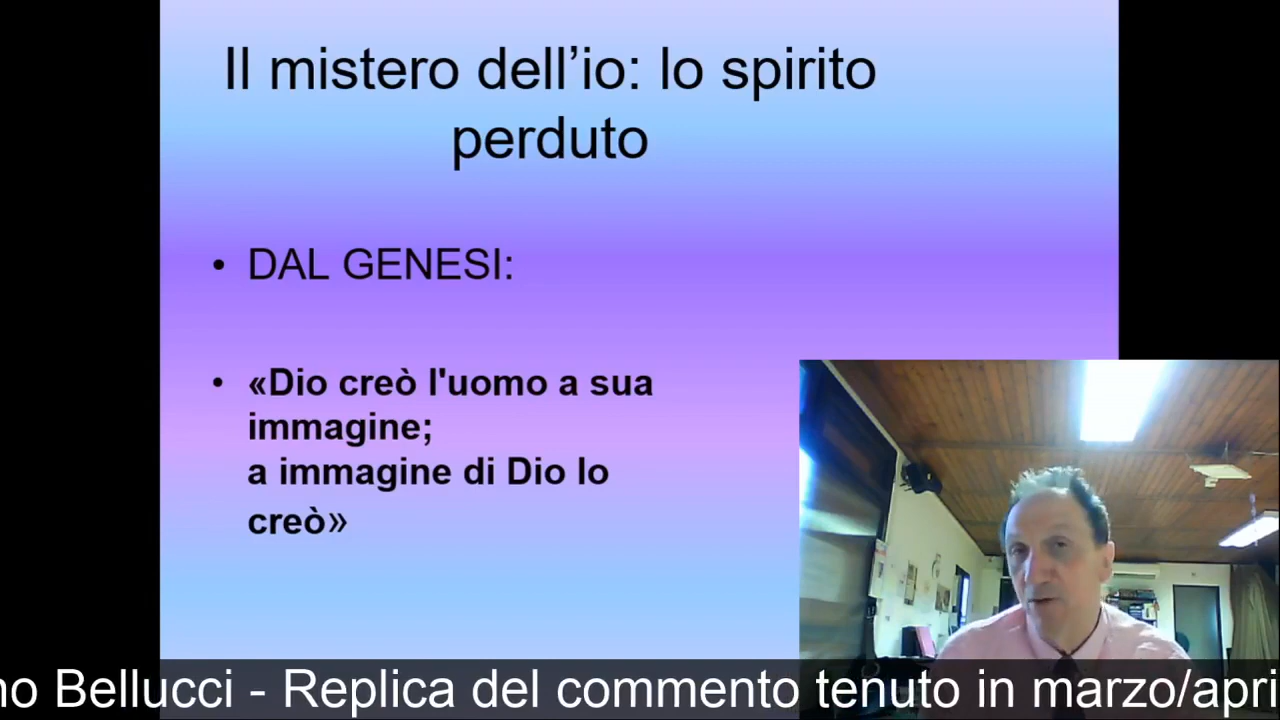 Il mistero dell’io: lo spirito
perduto
• DAL GENESI:
• «Dio creò l'uomo a sua
immagine;
a immagine di Dio lo
creò»
no Bellucci - Replica del commento tenuto in marzo/apri